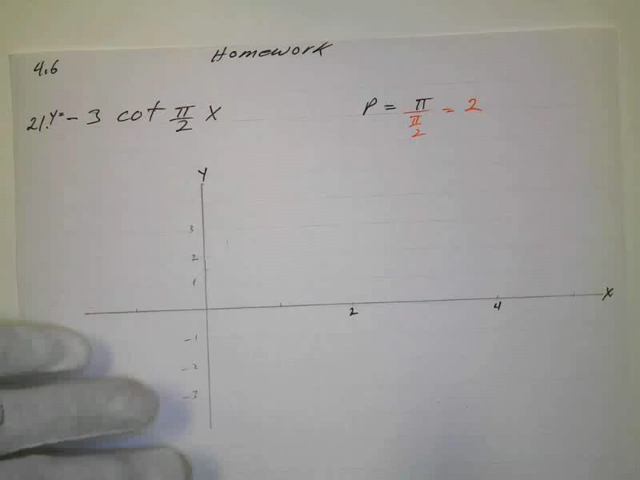 4.6 Homework
21. y = -3 cot π/2 x
P = π / (π/2) = 2
Y
3
2
1
X
2 4
-1
-2
-3